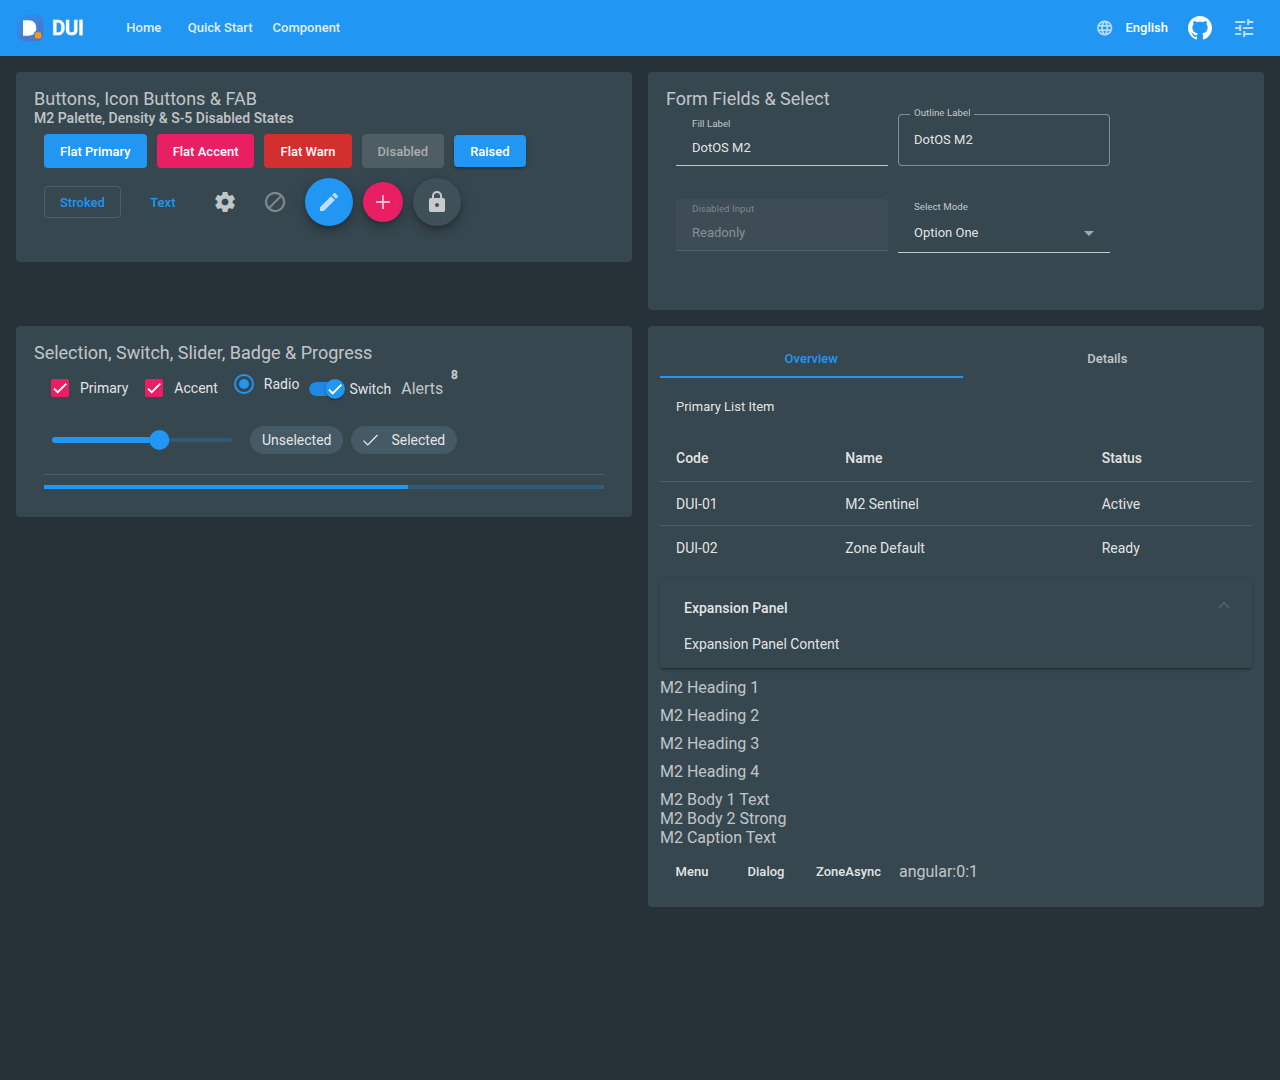 DUI
Home
Quick Start
Component
English
Buttons, Icon Buttons & FAB
M2 Palette, Density & S-5 Disabled States
Flat Primary
Flat Accent
Flat Warn
Disabled
Raised
Stroked
Text
Form Fields & Select
Fill Label
DotOS M2
Outline Label
DotOS M2
Disabled Input
Readonly
Select Mode
Option One
Selection, Switch, Slider, Badge & Progress
Primary
Accent
Radio
Switch
Alerts
8
Unselected
Selected
Overview
Details
Primary List Item
Code Name Status
DUI-01 M2 Sentinel Active
DUI-02 Zone Default Ready
Expansion Panel
Expansion Panel Content
M2 Heading 1
M2 Heading 2
M2 Heading 3
M2 Heading 4
M2 Body 1 Text
M2 Body 2 Strong
M2 Caption Text
Menu
Dialog
ZoneAsync
angular:0:1